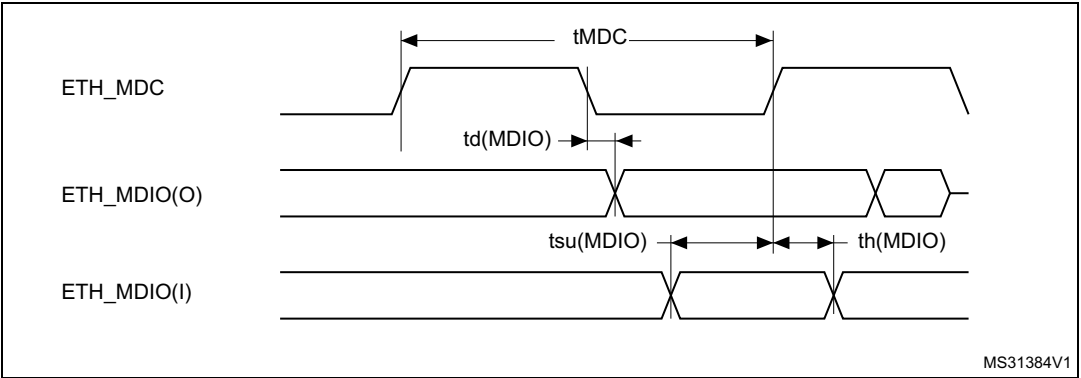 tMDC
ETH_MDC
td(MDIO)
ETH_MDIO(O)
tsu(MDIO) th(MDIO)
ETH_MDIO(I)
MS31384V1